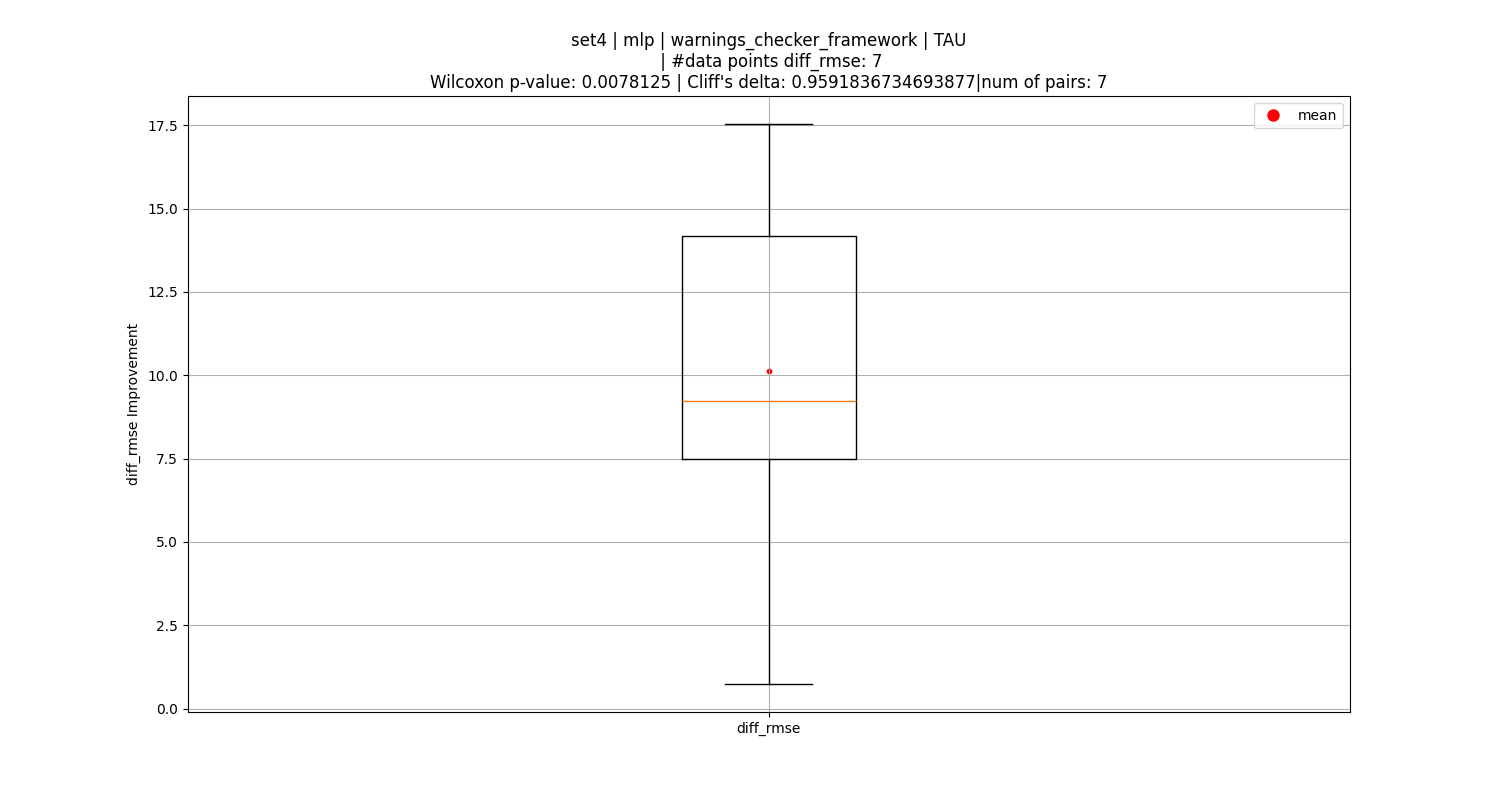 set4 | mlp | warnings_checker_framework | TAU
| #data points diff_rmse: 7
Wilcoxon p-value: 0.0078125 | Cliff's delta: 0.9591836734693877|num of pairs: 7
mean
17.5
15.0
12.5
10.0
7.5
5.0
2.5
0.0
diff_rmse Improvement
diff_rmse